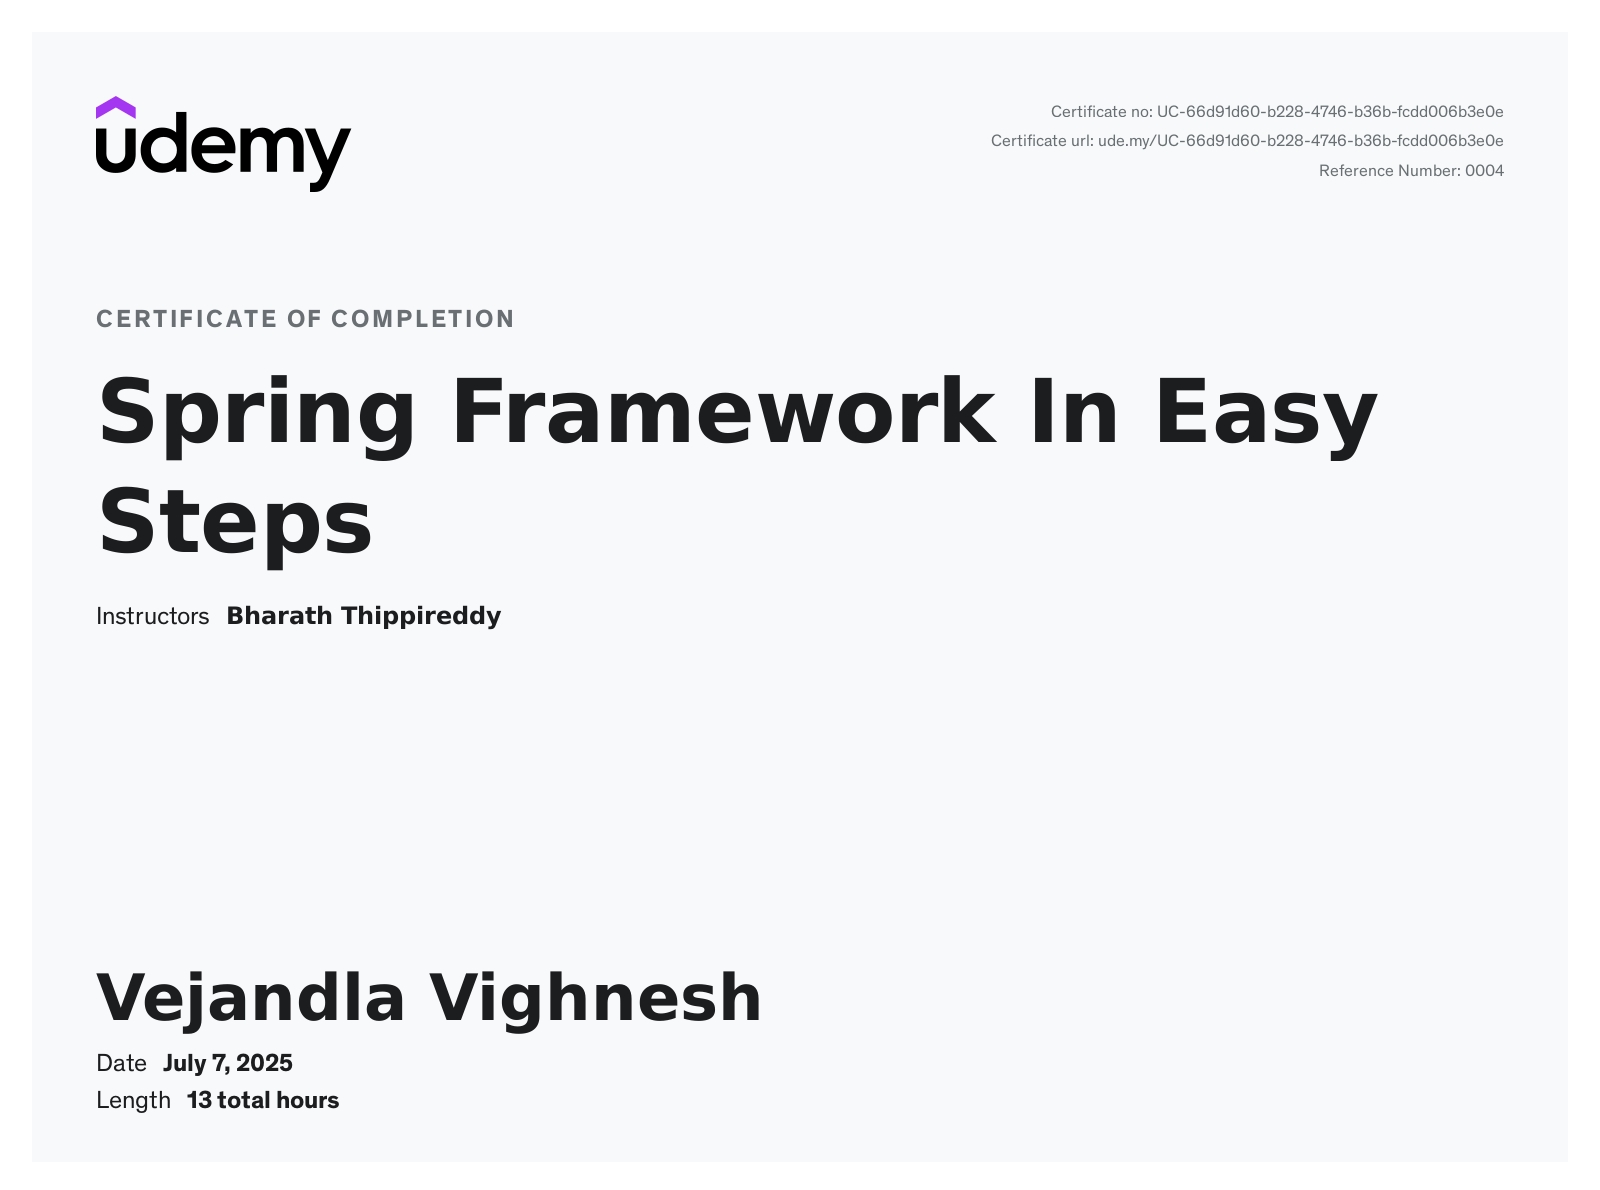 udemy
Certificate no: UC-66d91d60-b228-4746-b36b-fcdd006b3e0e
Certificate url: ude.my/UC-66d91d60-b228-4746-b36b-fcdd006b3e0e
Reference Number: 0004
CERTIFICATE OF COMPLETION
Spring Framework In Easy
Steps
Instructors Bharath Thippireddy
Vejandla Vighnesh
Date July 7, 2025
Length 13 total hours